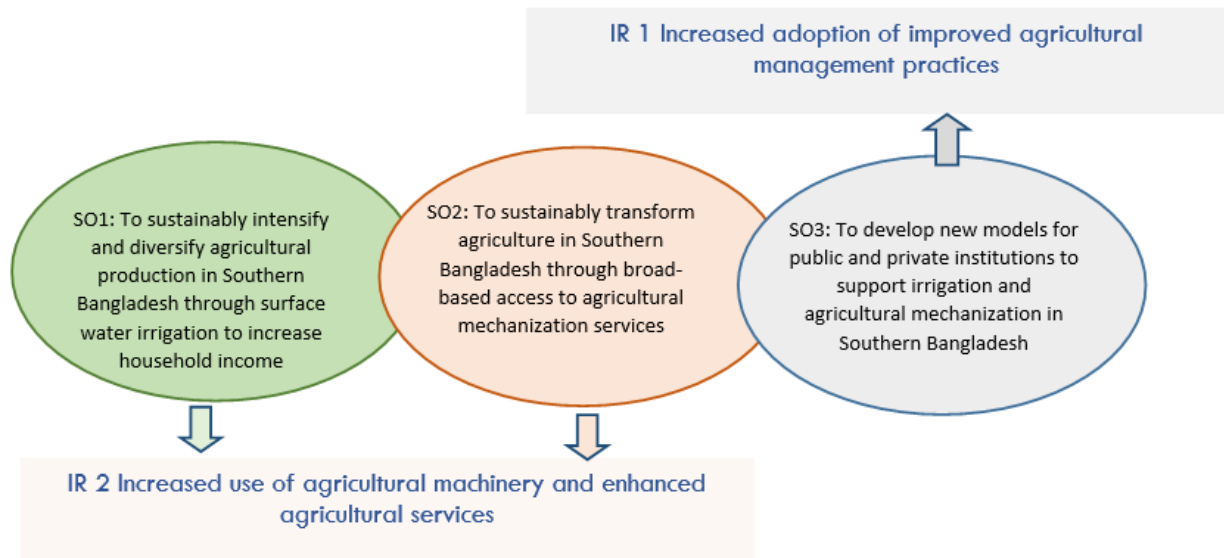 IR 1 Increased adoption of improved agricultural
management practices
SO1: To sustainably intensify
and diversify agricultural
production in Southern
Bangladesh through surface
water irrigation to increase
household income
SO2: To sustainably transform
agriculture in Southern
Bangladesh through broad-
based access to agricultural
mechanization services
SO3: To develop new models for
public and private institutions to
support irrigation and
agricultural mechanization in
Southern Bangladesh
IR 2 Increased use of agricultural machinery and enhanced
agricultural services